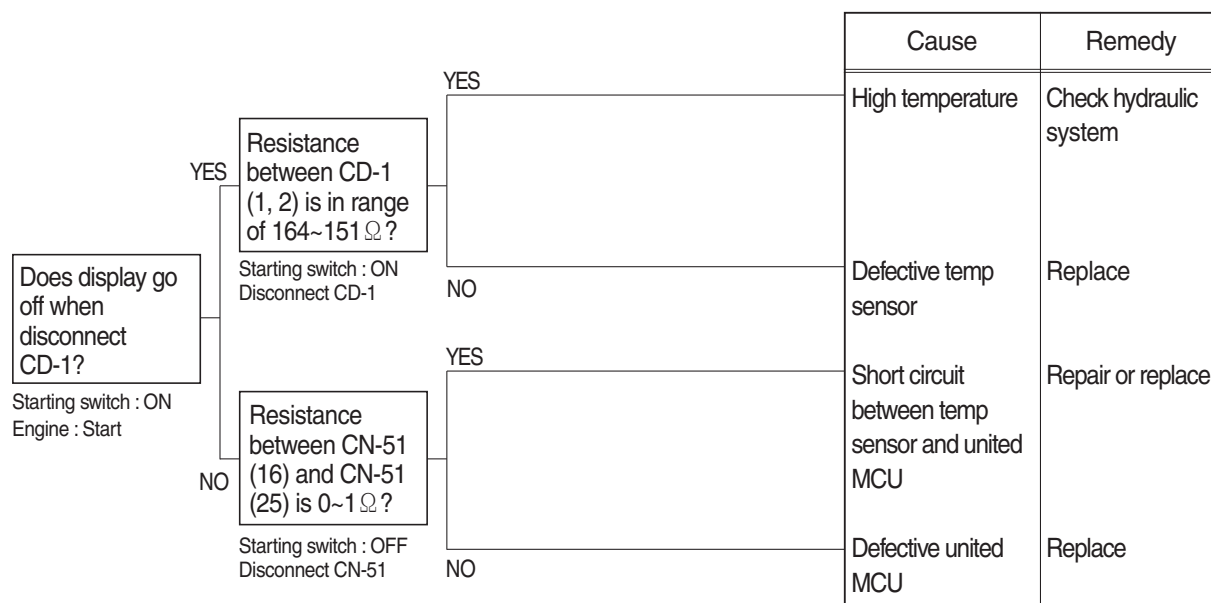 Cause
Remedy
YES
High temperature
Check hydraulic
system
Resistance
between CD-1
(1, 2) is in range
of 164~151Ω?
YES
Starting switch : ON
Disconnect CD-1
NO
Defective temp
sensor
Replace
Does display go
off when
disconnect
CD-1?
Starting switch : ON
Engine : Start
YES
Short circuit
between temp
sensor and united
MCU
Repair or replace
Resistance
between CN-51
(16) and CN-51
(25) is 0~1Ω?
NO
Starting switch : OFF
Disconnect CN-51
NO
Defective united
MCU
Replace